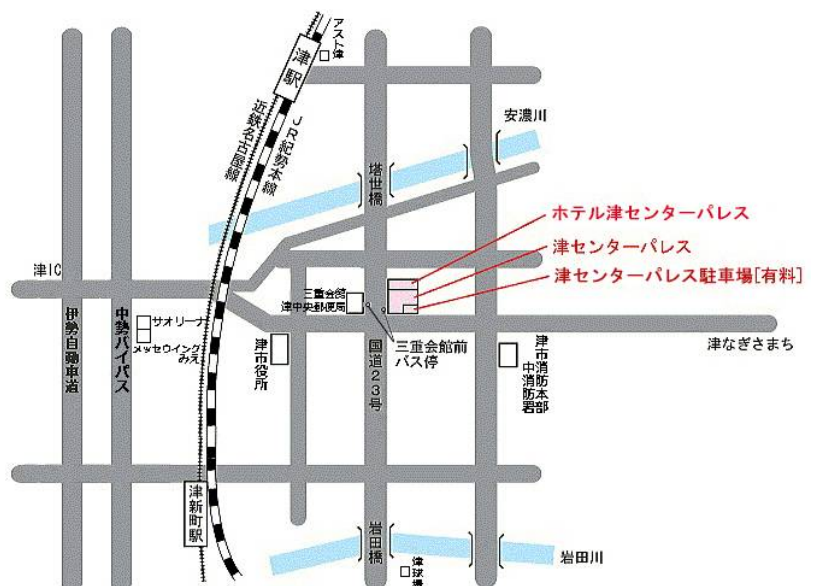 アスト津
津駅
近鉄名古屋線
JR紀勢本線
安濃川
塔世橋
ホテル津センターパレス
津センターパレス
津センターパレス駐車場[有料]
津IC
三重会館
津中央郵便局
伊勢自動車道
中勢バイパス
サオリーナ
メッセウイング
みえ
津市役所
国道23号
三重会館前
バス停
津市消防本部
中消防署
津なぎさまち
津新町駅
岩田橋
岩田川